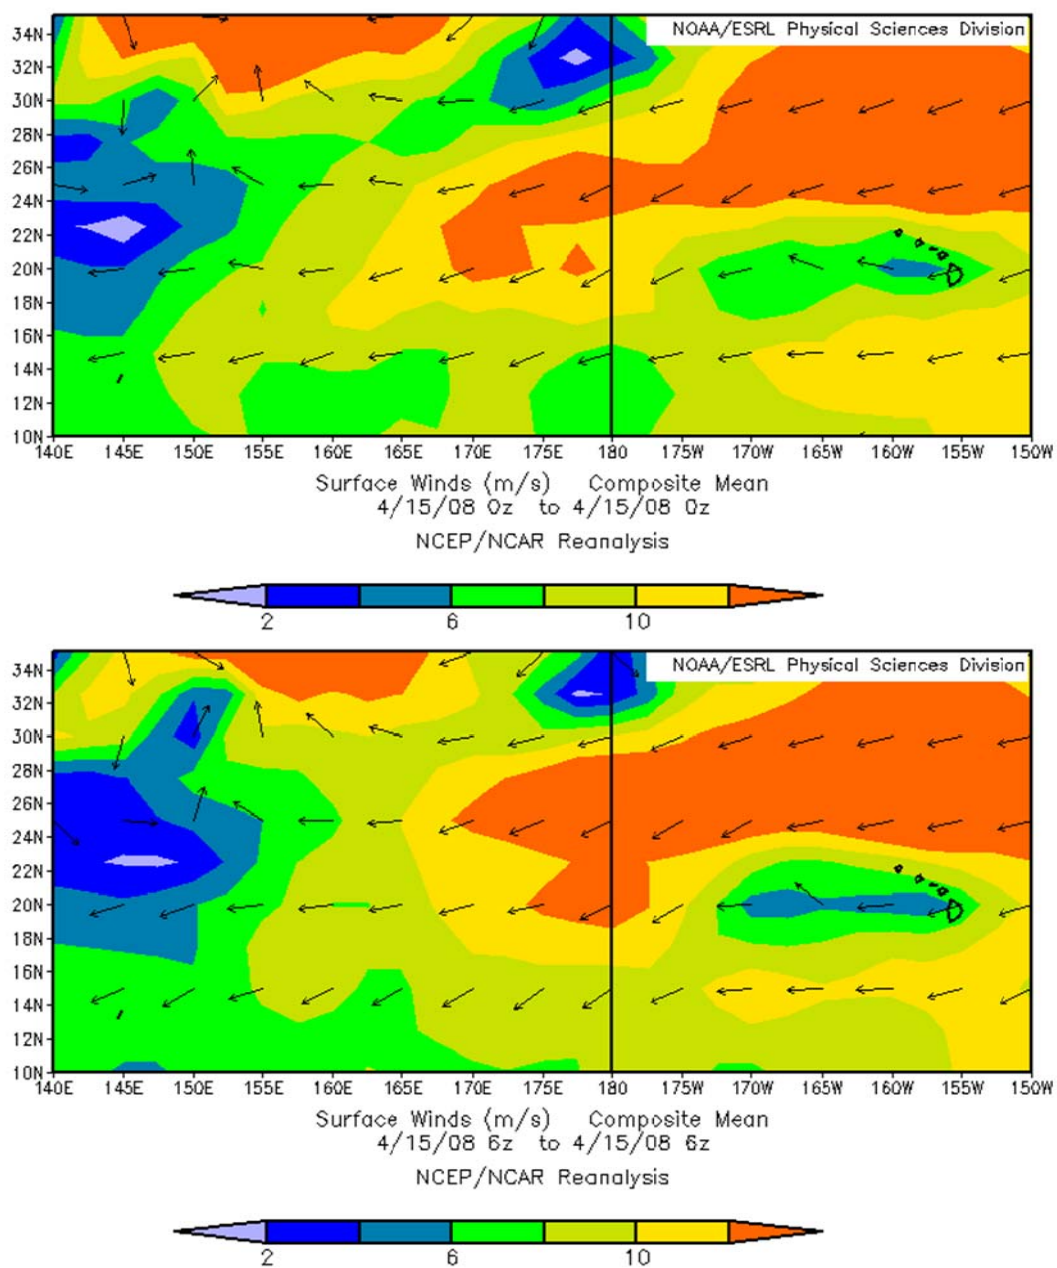 34N
NOAA/ESRL Physical Sciences Division
32N
30N
28N
26N
24N
22N
20N
18N
16N
14N
12N
10N
140E 145E 150E 155E 160E 165E 170E 175E 180 175W 170W 165W 160W 155W 150W
Surface Winds (m/s) Composite Mean
4/15/08 0z to 4/15/08 0z
NCEP/NCAR Reanalysis
2 6 10
34N
NOAA/ESRL Physical Sciences Division
32N
30N
28N
26N
24N
22N
20N
18N
16N
14N
12N
10N
140E 145E 150E 155E 160E 165E 170E 175E 180 175W 170W 165W 160W 155W 150W
Surface Winds (m/s) Composite Mean
4/15/08 6z to 4/15/08 6z
NCEP/NCAR Reanalysis
2 6 10